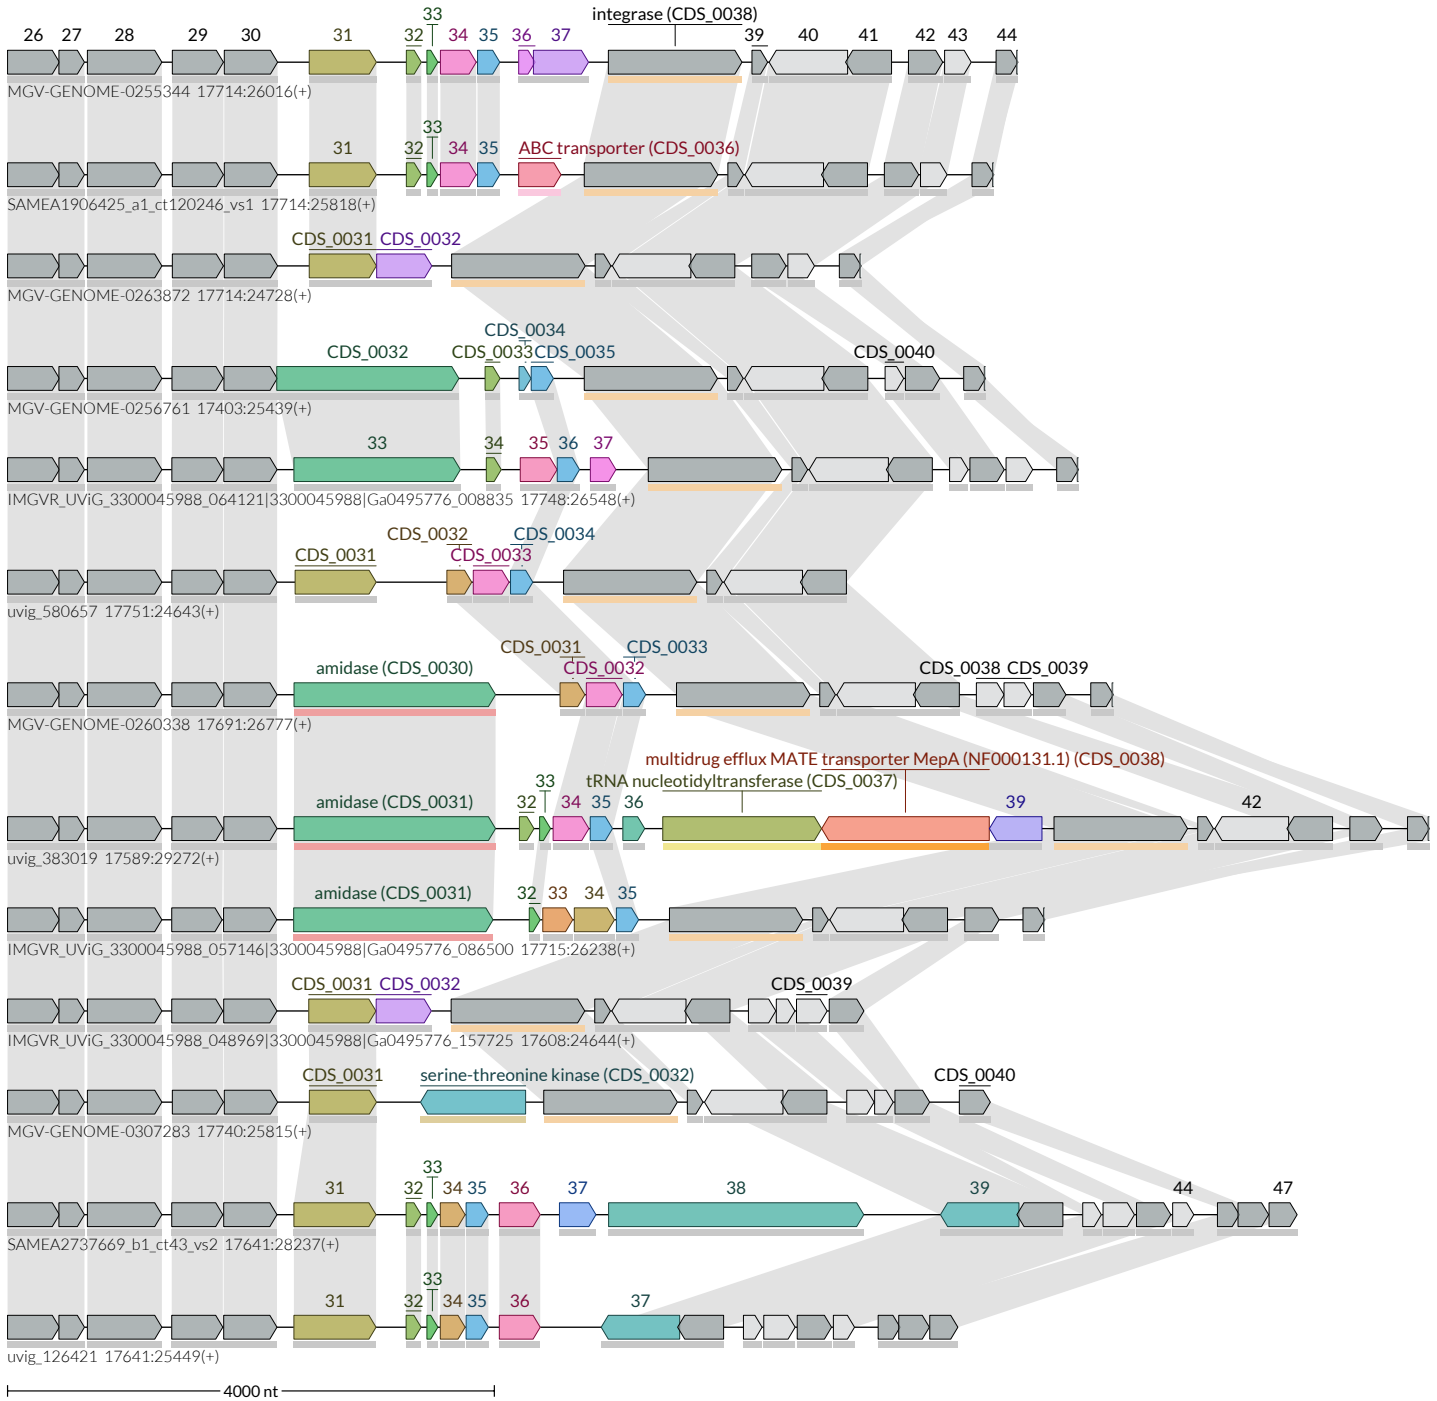 33 integrase (CDS_0038)
26 27 28 29 30 31 32 34 35 36 37 39 40 41 42 43 44
MGV-GENOME-0255344 17714:26016(+)
33
31 32 34 35 ABC transporter (CDS_0036)
SAMEA1906425_a1_ct120246_vs1 17714:25818(+)
CDS_0031 CDS_0032
MGV-GENOME-0263872 17714:24728(+)
CDS_0034
CDS_0032 CDS_0033 CDS_0035 CDS_0040
MGV-GENOME-0256761 17403:25439(+)
33 34 35 36 37
IMGVR_UViG_3300045988_064121|3300045988|Ga0495776_008835 17748:26548(+)
CDS_0032 CDS_0034
CDS_0031 CDS_0033
uvig_580657 17751:24643(+)
CDS_0031 CDS_0033
amidase (CDS_0030) CDS_0032 CDS_0038 CDS_0039
MGV-GENOME-0260338 17691:26777(+)
multidrug efflux MATE transporter MepA (NF000131.1) (CDS_0038)
33 tRNA nucleotidyltransferase (CDS_0037)
amidase (CDS_0031) 32 34 35 36 39 42
uvig_383019 17589:29272(+)
amidase (CDS_0031) 32 33 34 35
IMGVR_UViG_3300045988_057146|3300045988|Ga0495776_086500 17715:26238(+)
CDS_0031 CDS_0032 CDS_0039
IMGVR_UViG_3300045988_048969|3300045988|Ga0495776_157725 17608:24644(+)
CDS_0031 serine-threonine kinase (CDS_0032) CDS_0040
MGV-GENOME-0307283 17740:25815(+)
33
31 32 34 35 36 37 38 39 44 47
SAMEA2737669_b1_ct43_vs2 17641:28237(+)
33
31 32 34 35 36 37
uvig_126421 17641:25449(+)
4000 nt